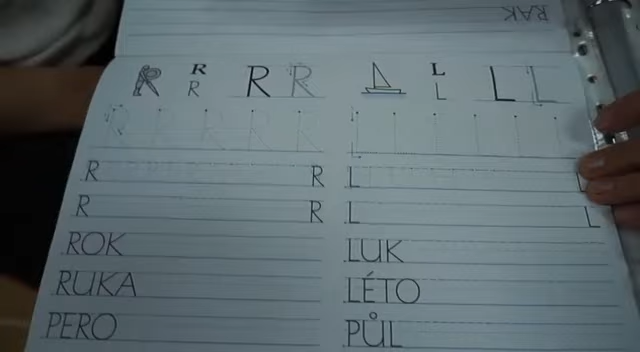 RAK
R R R R L L L L
R R R R R
R R L L
R R L L
ROK LUK
RUKA LÉTO
PERO PŮL